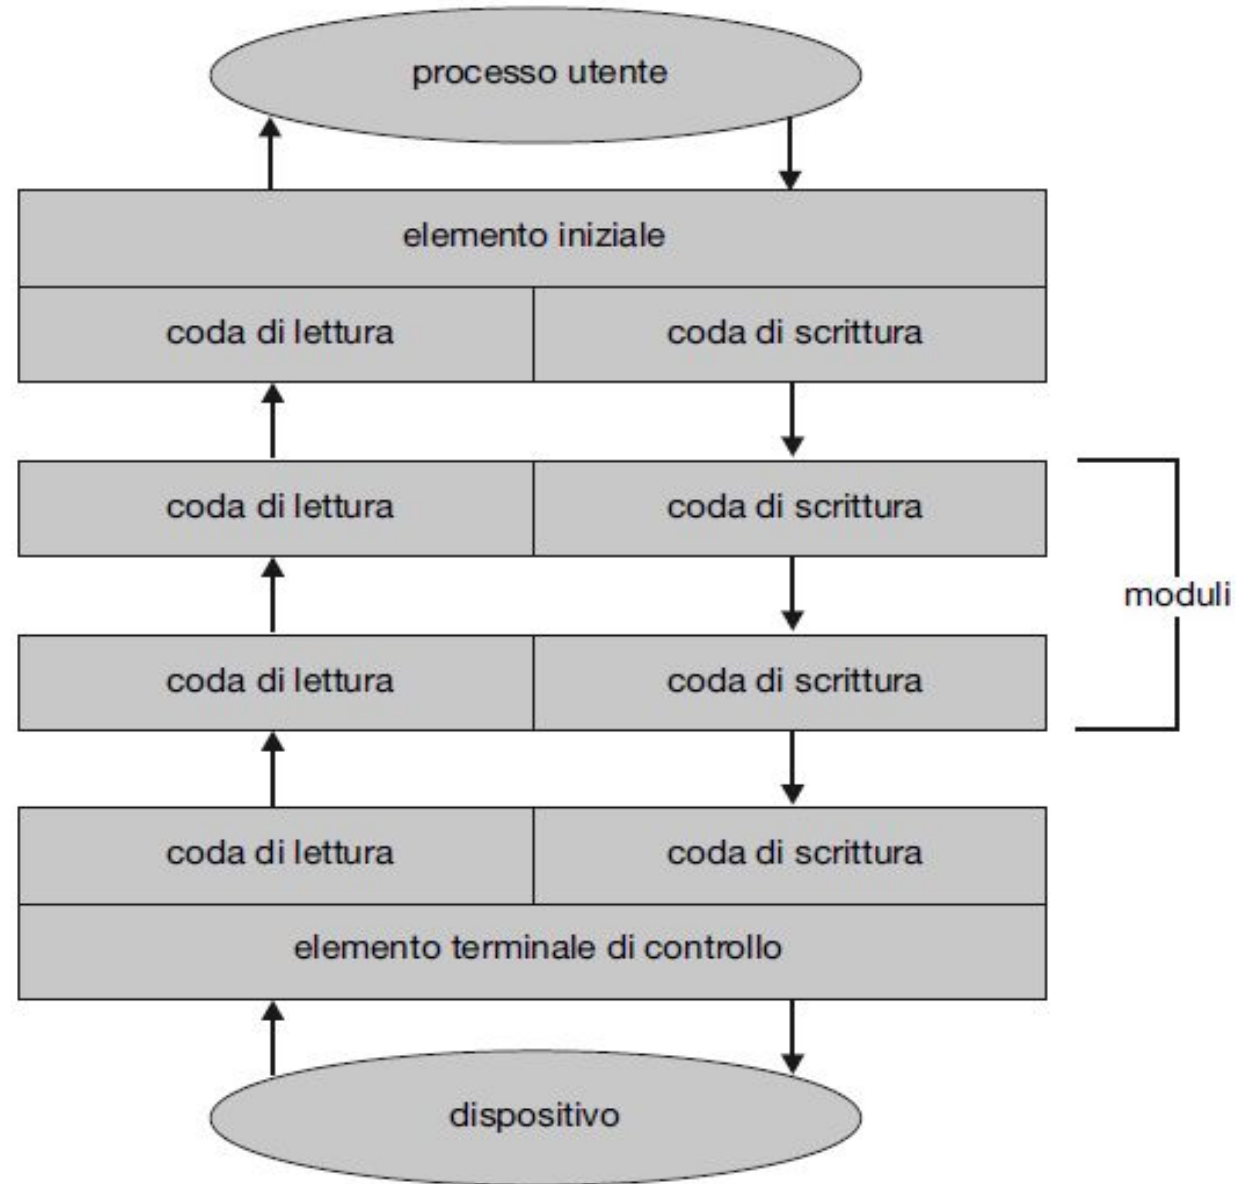 processo utente
elemento iniziale
coda di lettura
coda di scrittura
coda di lettura
coda di scrittura
moduli
coda di lettura
coda di scrittura
coda di lettura
coda di scrittura
elemento terminale di controllo
dispositivo